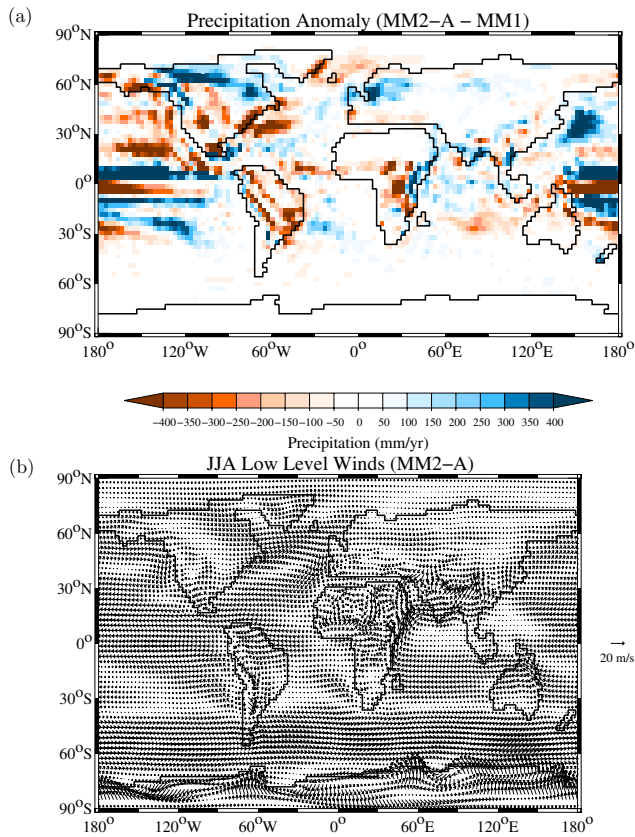 (a)
Precipitation Anomaly (MM2−A − MM1)
90°N
60°N
30°N
0°
30°S
60°S
90°S
180° 120°W 60°W 0° 60°E 120°E 180°
−400 −350 −300 −250 −200 −150 −100 −50 0 50 100 150 200 250 300 350 400
Precipitation (mm/yr)
(b)
JJA Low Level Winds (MM2−A)
90°N
60°N
30°N
0°
30°S
60°S
90°S
→
20 m/s
180° 120°W 60°W 0° 60°E 120°E 180°